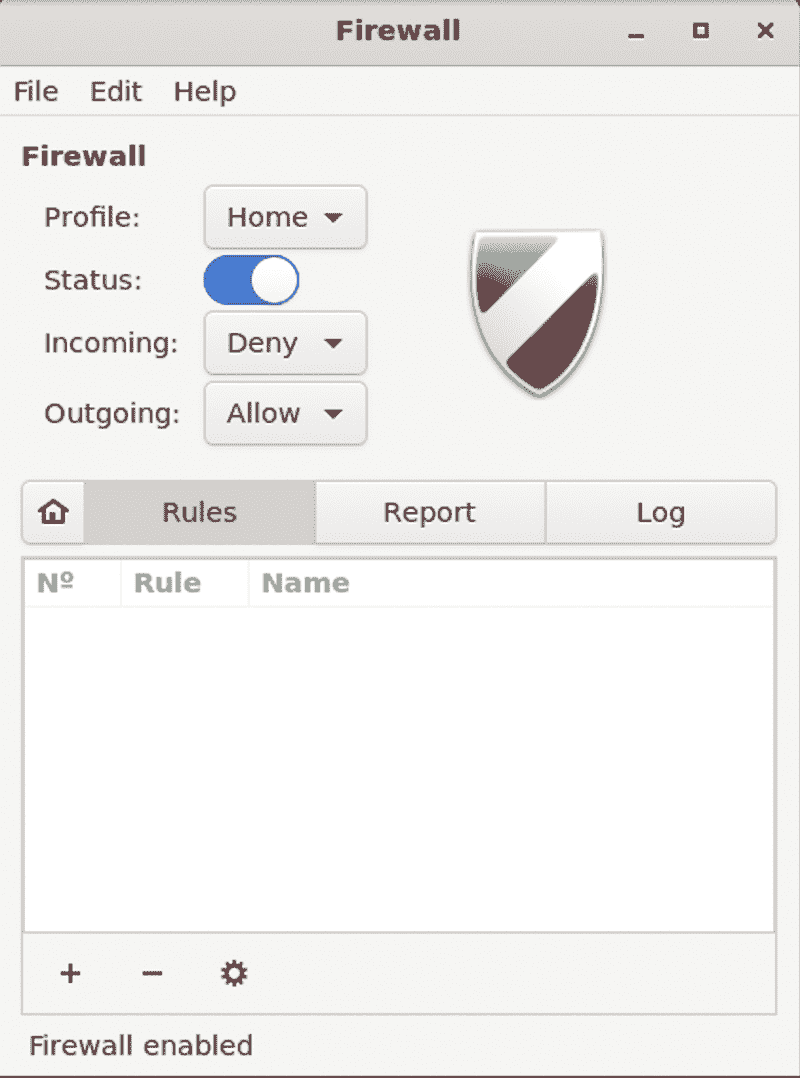 Firewall
File Edit Help
Firewall
Profile: Home
Status:
Incoming: Deny
Outgoing: Allow
Rules Report Log
Nº Rule Name
Firewall enabled